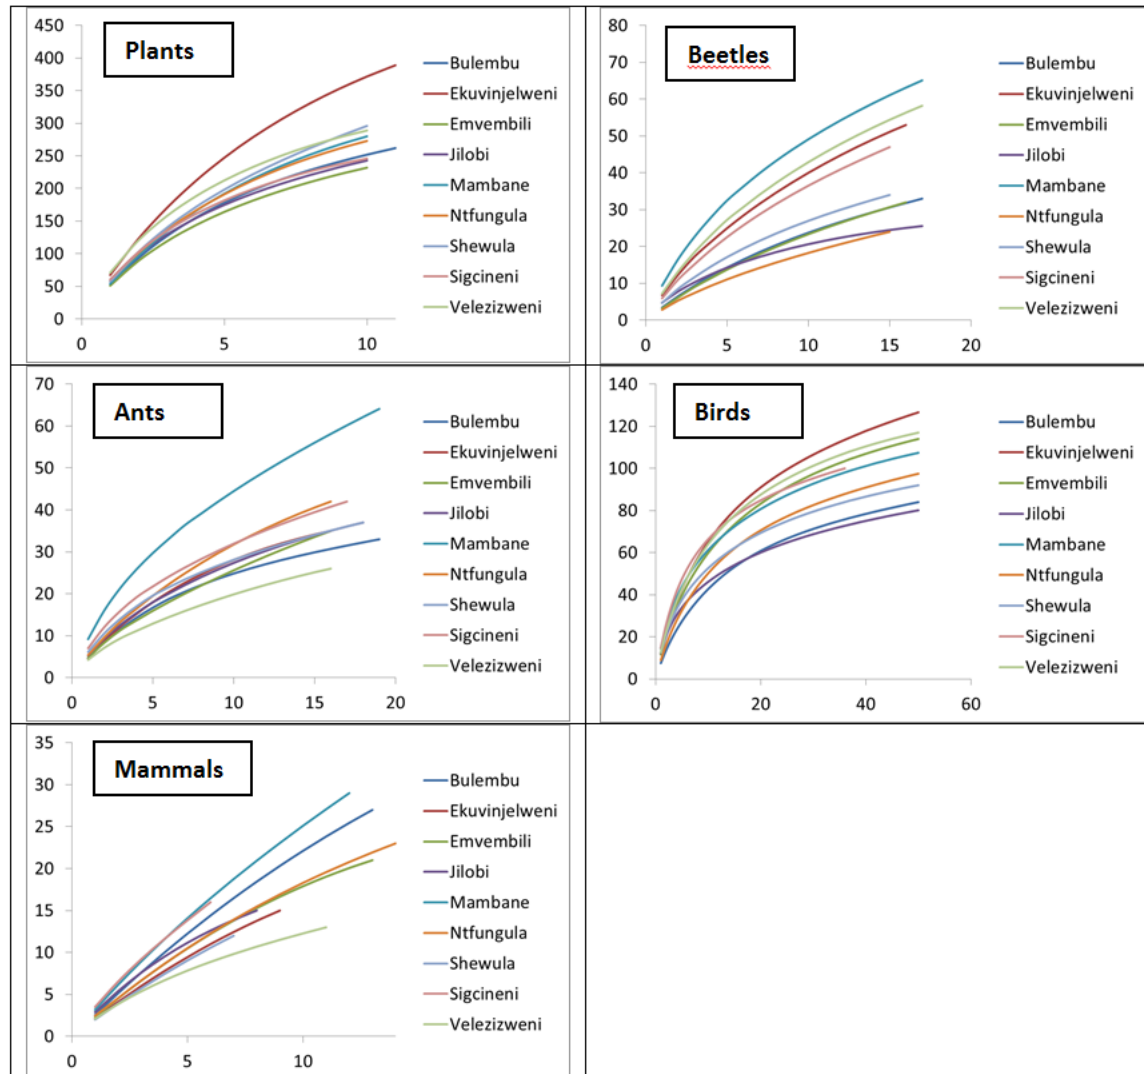 Plants
450
400
350
300
250
200
150
100
50
0
0 5 10
Bulembu
Ekuvinjelweni
Emvembili
Jilobi
Mambane
Ntfungula
Shewula
Sigcineni
Velezizweni
Beetles
80
70
60
50
40
30
20
10
0
0 5 10 15 20
Bulembu
Ekuvinjelweni
Emvembili
Jilobi
Mambane
Ntfungula
Shewula
Sigcineni
Velezizweni
Ants
70
60
50
40
30
20
10
0
0 5 10 15 20
Bulembu
Ekuvinjelweni
Emvembili
Jilobi
Mambane
Ntfungula
Shewula
Sigcineni
Velezizweni
Birds
140
120
100
80
60
40
20
0
0 20 40 60
Bulembu
Ekuvinjelweni
Emvembili
Jilobi
Mambane
Ntfungula
Shewula
Sigcineni
Velezizweni
Mammals
35
30
25
20
15
10
5
0
0 5 10
Bulembu
Ekuvinjelweni
Emvembili
Jilobi
Mambane
Ntfungula
Shewula
Sigcineni
Velezizweni